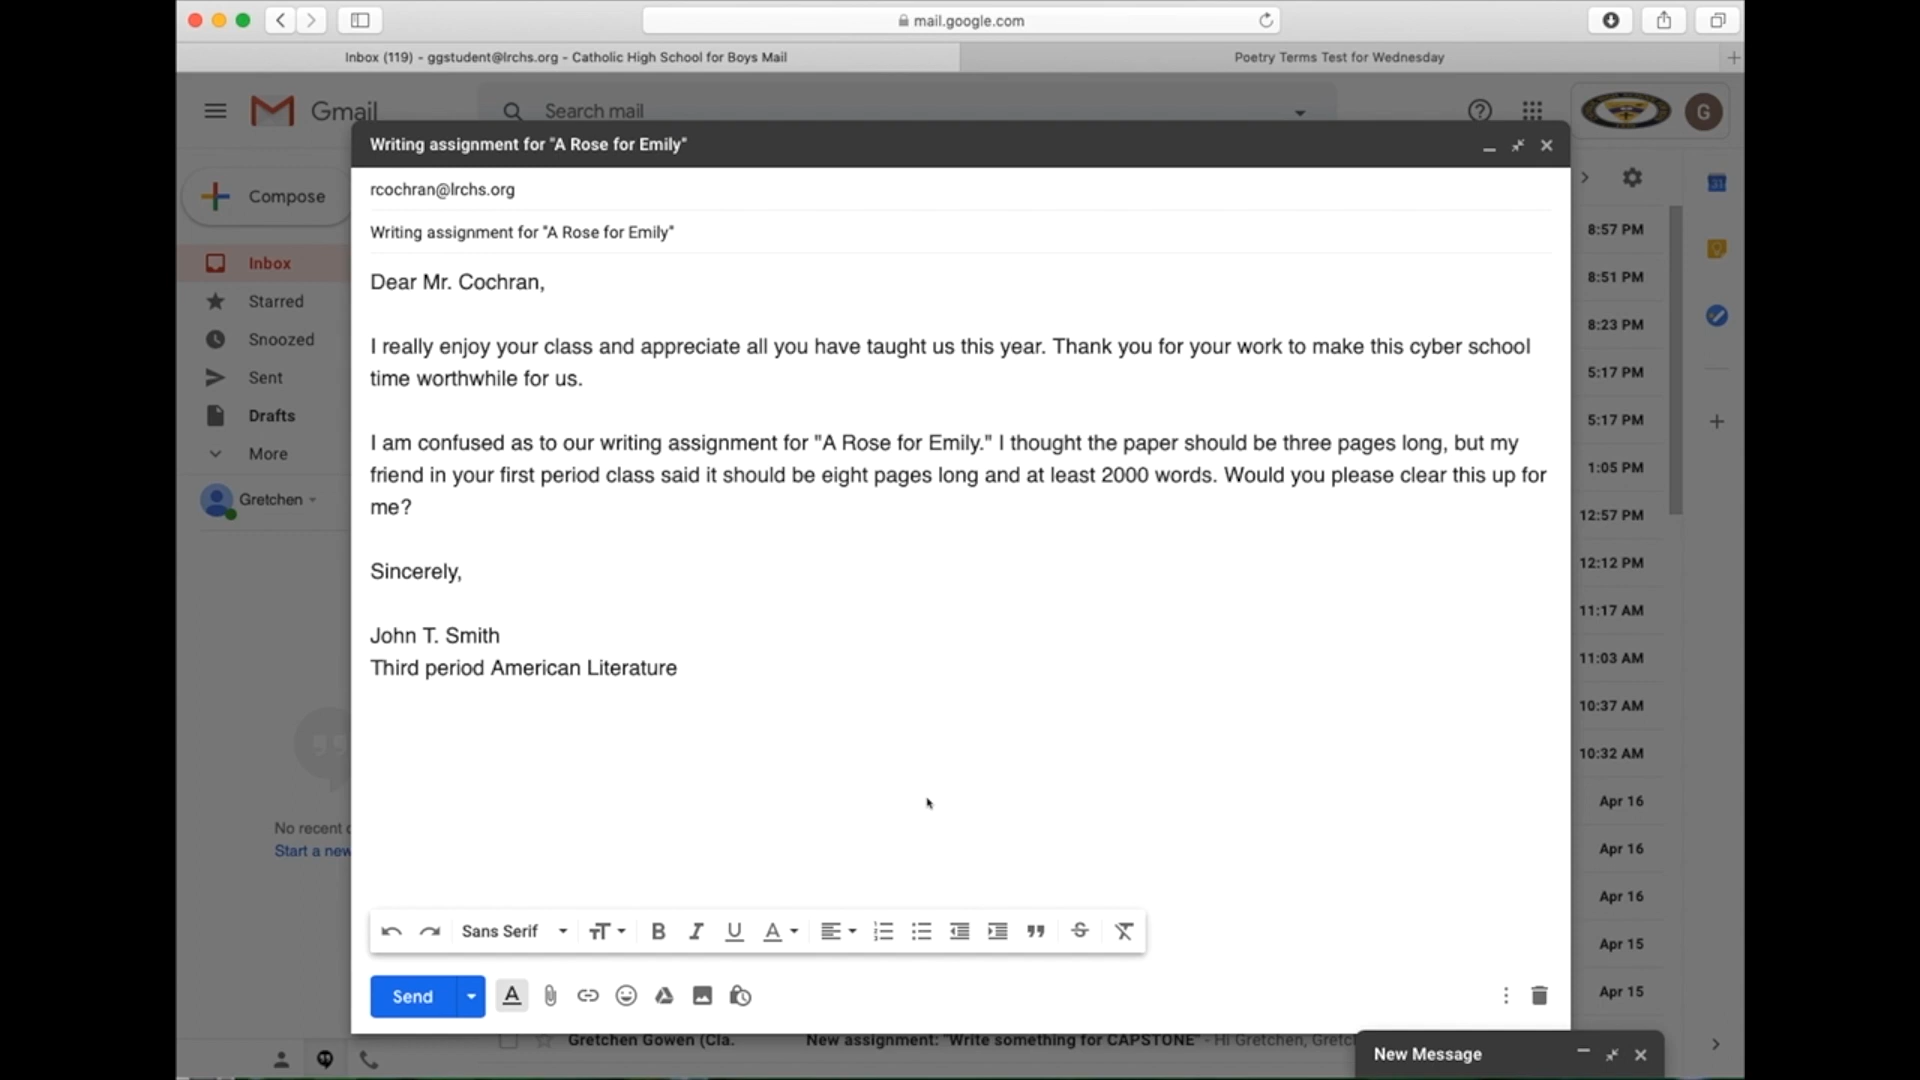 mail.google.com
Inbox (119) - ggstudent@lrchs.org - Catholic High School for Boys Mail
Poetry Terms Test for Wednesday
Gmail
Search mail
G
Writing assignment for "A Rose for Emily"
Compose
rcochran@lrchs.org
Writing assignment for "A Rose for Emily"
Inbox
Starred
Snoozed
Sent
Drafts
More
Gretchen
No recent
Start a new
Dear Mr. Cochran,
I really enjoy your class and appreciate all you have taught us this year. Thank you for your work to make this cyber school
time worthwhile for us.
I am confused as to our writing assignment for "A Rose for Emily." I thought the paper should be three pages long, but my
friend in your first period class said it should be eight pages long and at least 2000 words. Would you please clear this up for
me?
Sincerely,
John T. Smith
Third period American Literature
8:57 PM
8:51 PM
8:23 PM
5:17 PM
5:17 PM
1:05 PM
12:57 PM
12:12 PM
11:17 AM
11:03 AM
10:37 AM
10:32 AM
Apr 16
Apr 16
Apr 16
Apr 15
Apr 15
31
Sans Serif
Send
Gretchen Gowen (Cla.
New assignment: "Write something for CAPSTONE" - Hi Gretchen,
New Message